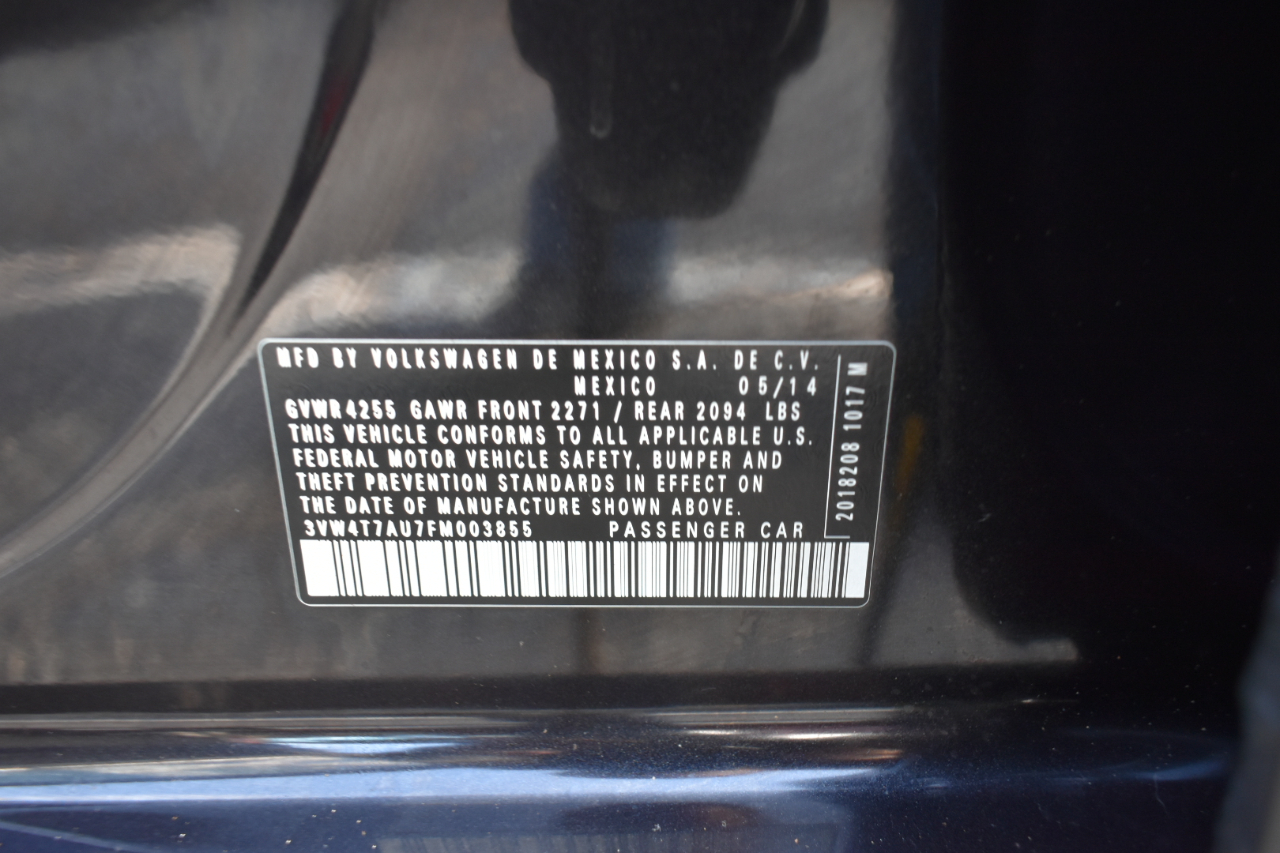 MFD BY VOLKSWAGEN DE MEXICO S.A. DE C.V.
MEXICO 05/14
GVWR 4255 GAWR FRONT 2271 / REAR 2094 LBS
THIS VEHICLE CONFORMS TO ALL APPLICABLE U.S.
FEDERAL MOTOR VEHICLE SAFETY, BUMPER AND
THEFT PREVENTION STANDARDS IN EFFECT ON
THE DATE OF MANUFACTURE SHOWN ABOVE.
3VW4T7AU7FM003855 PASSENGER CAR
2018208 1017 M